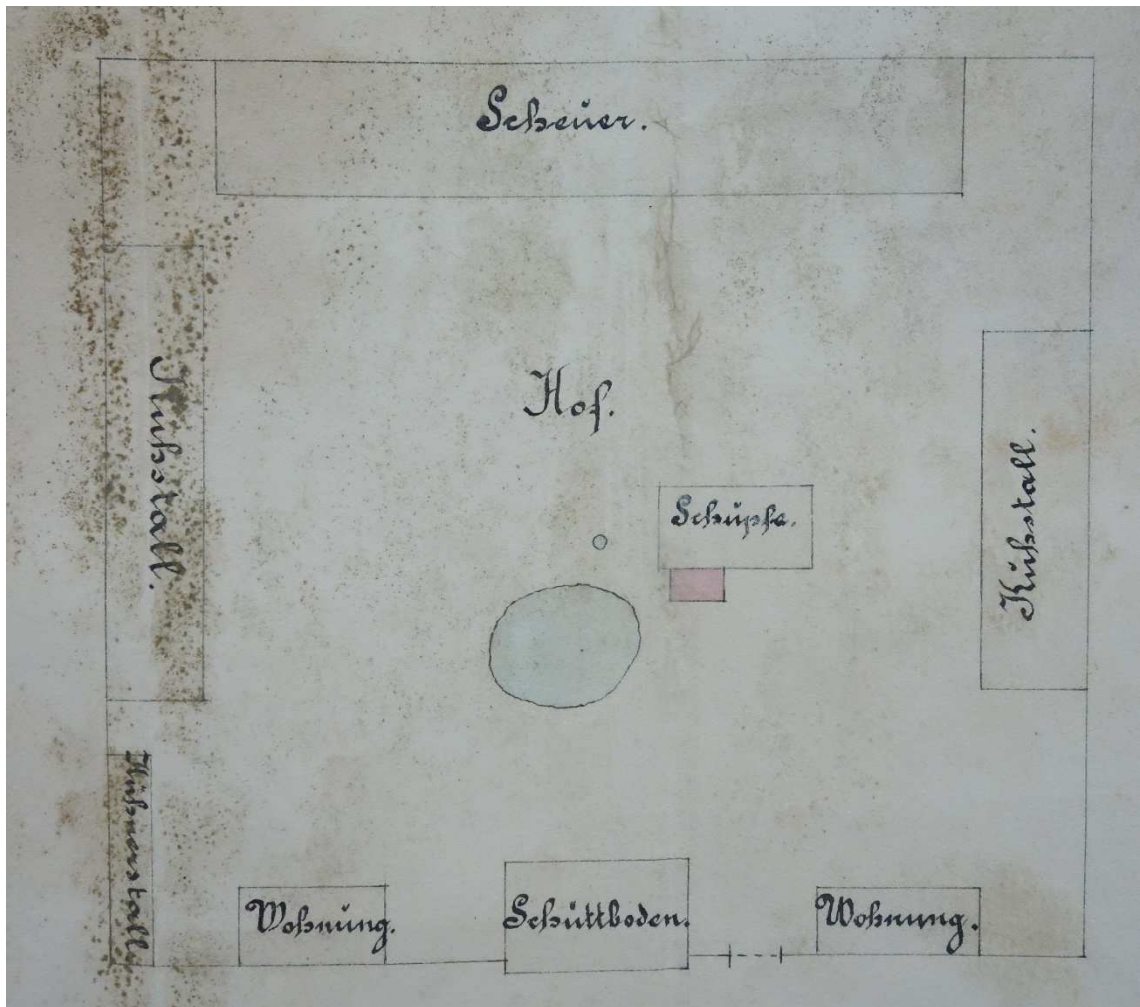 Scheuer.
Kuhstall.
Hof.
Kuhstall.
Schupfe.
Hühnerstall
Wohnung.
Schüttboden.
Wohnung.